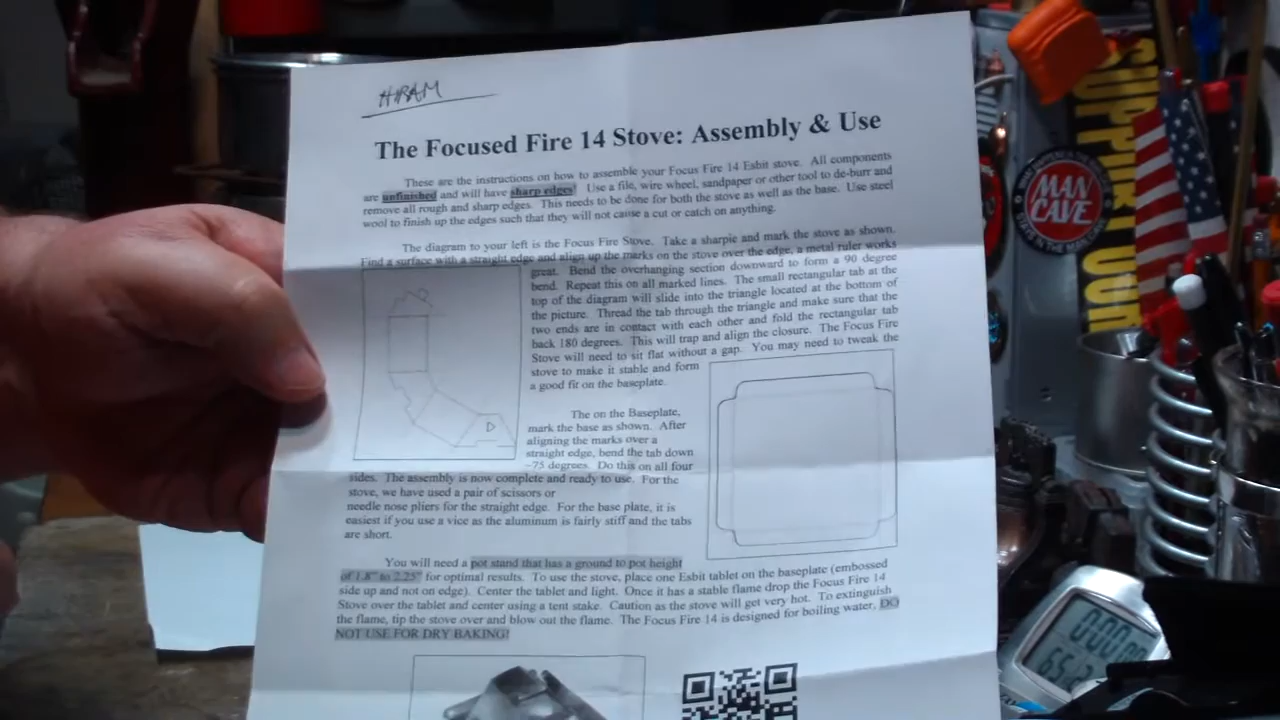 HIRAM
The Focused Fire 14 Stove: Assembly & Use
These are the instructions on how to assemble your Focus Fire 14 Esbit stove. All components
are unfinished and will have sharp edges! Use a file, wire wheel, sandpaper or other tool to de-burr and
remove all rough and sharp edges. This needs to be done for both the stove as well as the base. Use steel
wool to finish up the edges such that they will not cause a cut or catch on anything.
The diagram to your left is the Focus Fire Stove. Take a sharpie and mark the stove as shown.
Find a surface with a straight edge and align up the marks on the stove over the edge, a metal ruler works
great. Bend the overhanging section downward to form a 90 degree
bend. Repeat this on all marked lines. The small rectangular tab at the
top of the diagram will slide into the triangle located at the bottom of
the picture. Thread the tab through the triangle and make sure that the
two ends are in contact with each other and fold the rectangular tab
back 180 degrees. This will trap and align the closure. The Focus Fire
Stove will need to sit flat without a gap. You may need to tweak the
stove to make it stable and form
a good fit on the baseplate.
The on the Baseplate,
mark the base as shown. After
aligning the marks over a
straight edge, bend the tab down
~75 degrees. Do this on all four
sides. The assembly is now complete and ready to use. For the
stove, we have used a pair of scissors or
needle nose pliers for the straight edge. For the base plate, it is
easiest if you use a vice as the aluminum is fairly stiff and the tabs
are short.
You will need a pot stand that has a ground to pot height
of 1.8" to 2.25" for optimal results. To use the stove, place one Esbit tablet on the baseplate (embossed
side up and not on edge). Center the tablet and light. Once it has a stable flame drop the Focus Fire 14
Stove over the tablet and center using a tent stake. Caution as the stove will get very hot. To extinguish
the flame, tip the stove over and blow out the flame. The Focus Fire 14 is designed for boiling water, DO
NOT USE FOR DRY BAKING!
D
MAN
CAVE
SUPPORT OUR